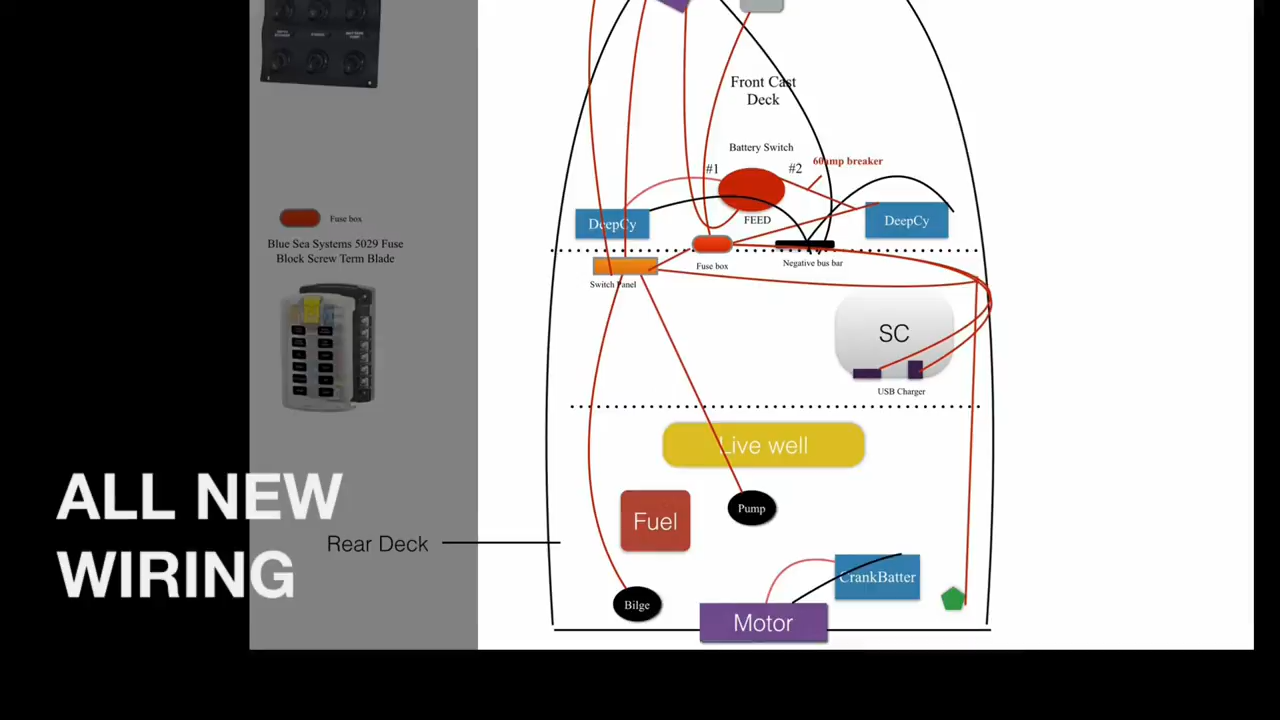 Front Cast
Deck
Battery Switch
#1
#2
60amp breaker
FEED
DeepCy
DeepCy
Fuse box
Blue Sea Systems 5029 Fuse
Block Screw Term Blade
Fuse box
Negative bus bar
Switch Panel
SC
USB Charger
Live well
ALL NEW
WIRING
Pump
Fuel
Rear Deck
CrankBatter
Bilge
Motor